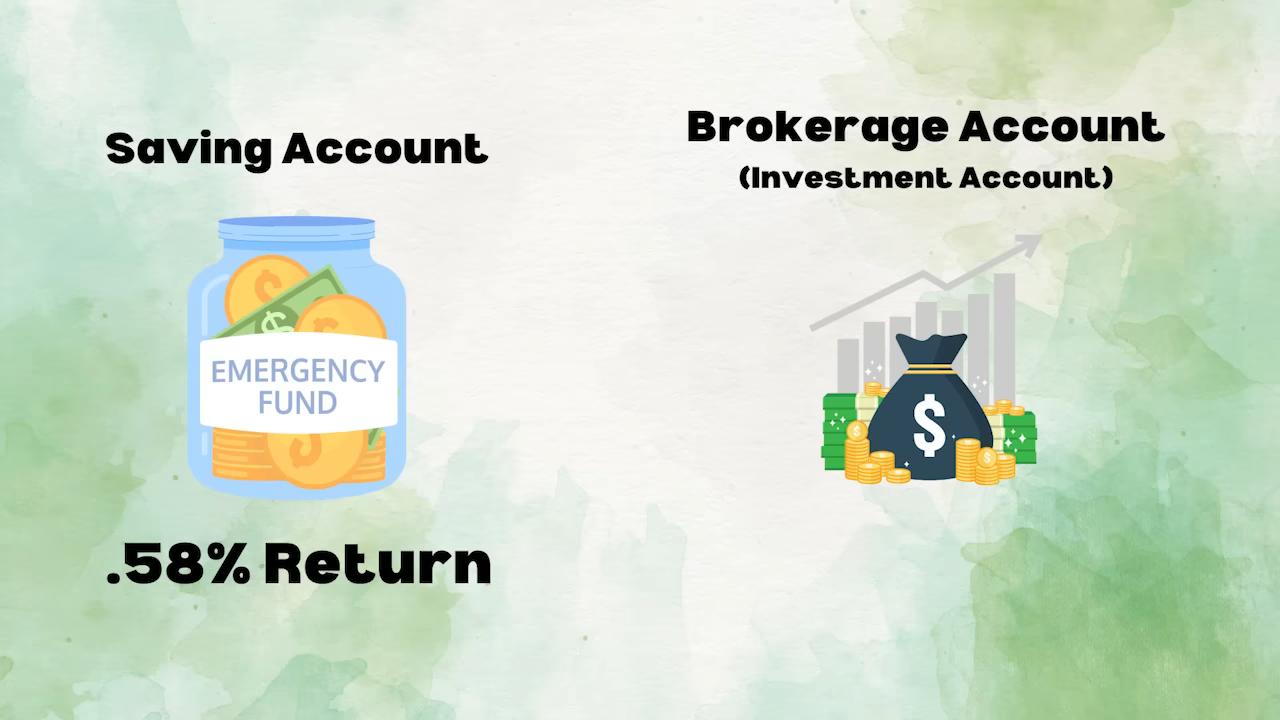 Saving Account
EMERGENCY
FUND
.58% Return
Brokerage Account
(Investment Account)
$